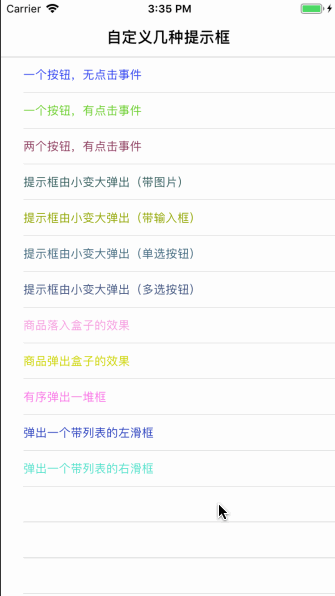 Carrier 3:35 PM
自定义几种提示框
一个按钮，无点击事件
一个按钮，有点击事件
两个按钮，有点击事件
提示框由小变大弹出（带图片）
提示框由小变大弹出（带输入框）
提示框由小变大弹出（单选按钮）
提示框由小变大弹出（多选按钮）
商品落入盒子的效果
商品弹出盒子的效果
有序弹出一堆框
弹出一个带列表的左滑框
弹出一个带列表的右滑框